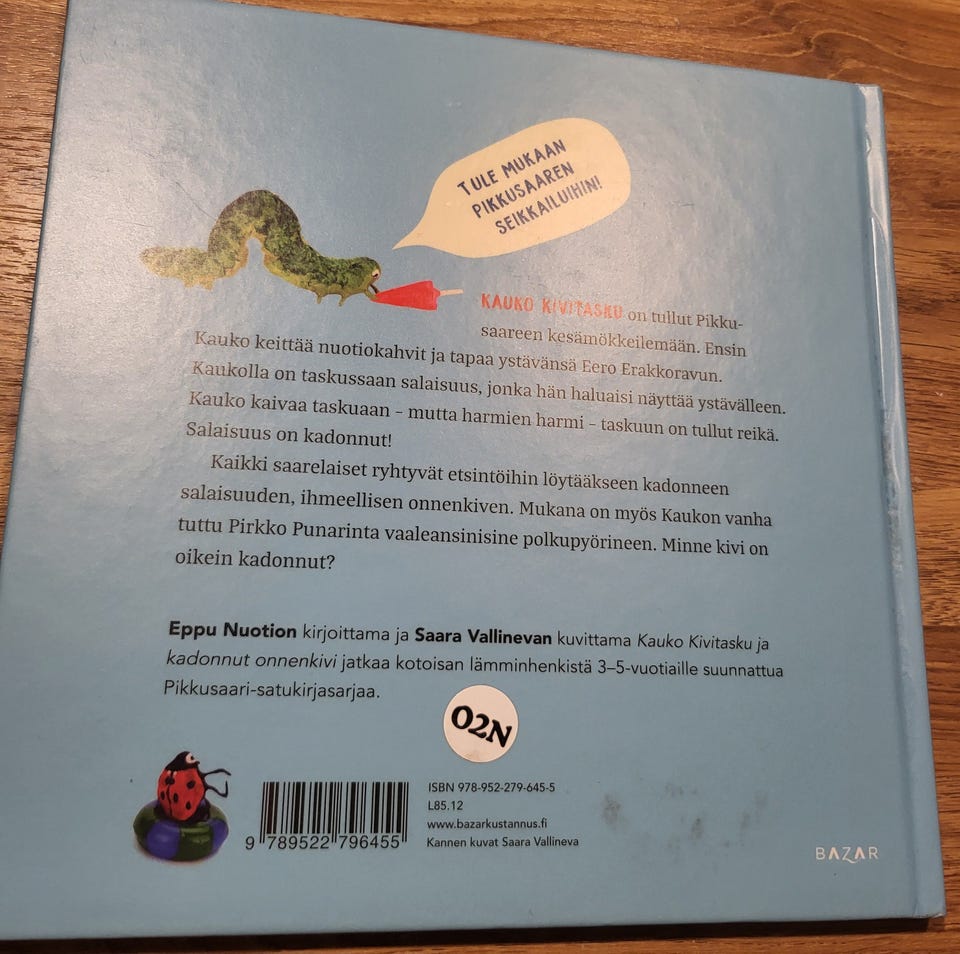 TULE MUKAAN
PIKKUSAAREN
SEIKKAILUIHIN!
KAUKO KIVITASKU on tullut Pikku-
saareen kesämökkeilemään. Ensin
Kauko keittää nuotiokahvit ja tapaa ystävänsä Eero Erakkoravun.
Kaukolla on taskussaan salaisuus, jonka hän haluaisi näyttää ystävälleen.
Kauko kaivaa taskuaan – mutta harmien harmi – taskuun on tullut reikä.
Salaisuus on kadonnut!
Kaikki saarelaiset ryhtyvät etsintöihin löytääkseen kadonneen
salaisuuden, ihmeellisen onnenkiven. Mukana on myös Kaukon vanha
tuttu Pirkko Punarinta vaaleansinisine polkupyörineen. Minne kivi on
oikein kadonnut?
Eppu Nuotion kirjoittama ja Saara Vallinevan kuvittama Kauko Kivitasku ja
kadonnut onnenkivi jatkaa kotoisan lämminhenkistä 3–5-vuotiaille suunnattua
Pikkusaari-satukirjasarjaa.
O2N
ISBN 978-952-279-645-5
L85.12
www.bazarkustannus.fi
Kannen kuvat Saara Vallineva
9 789522 796455
BAZAR